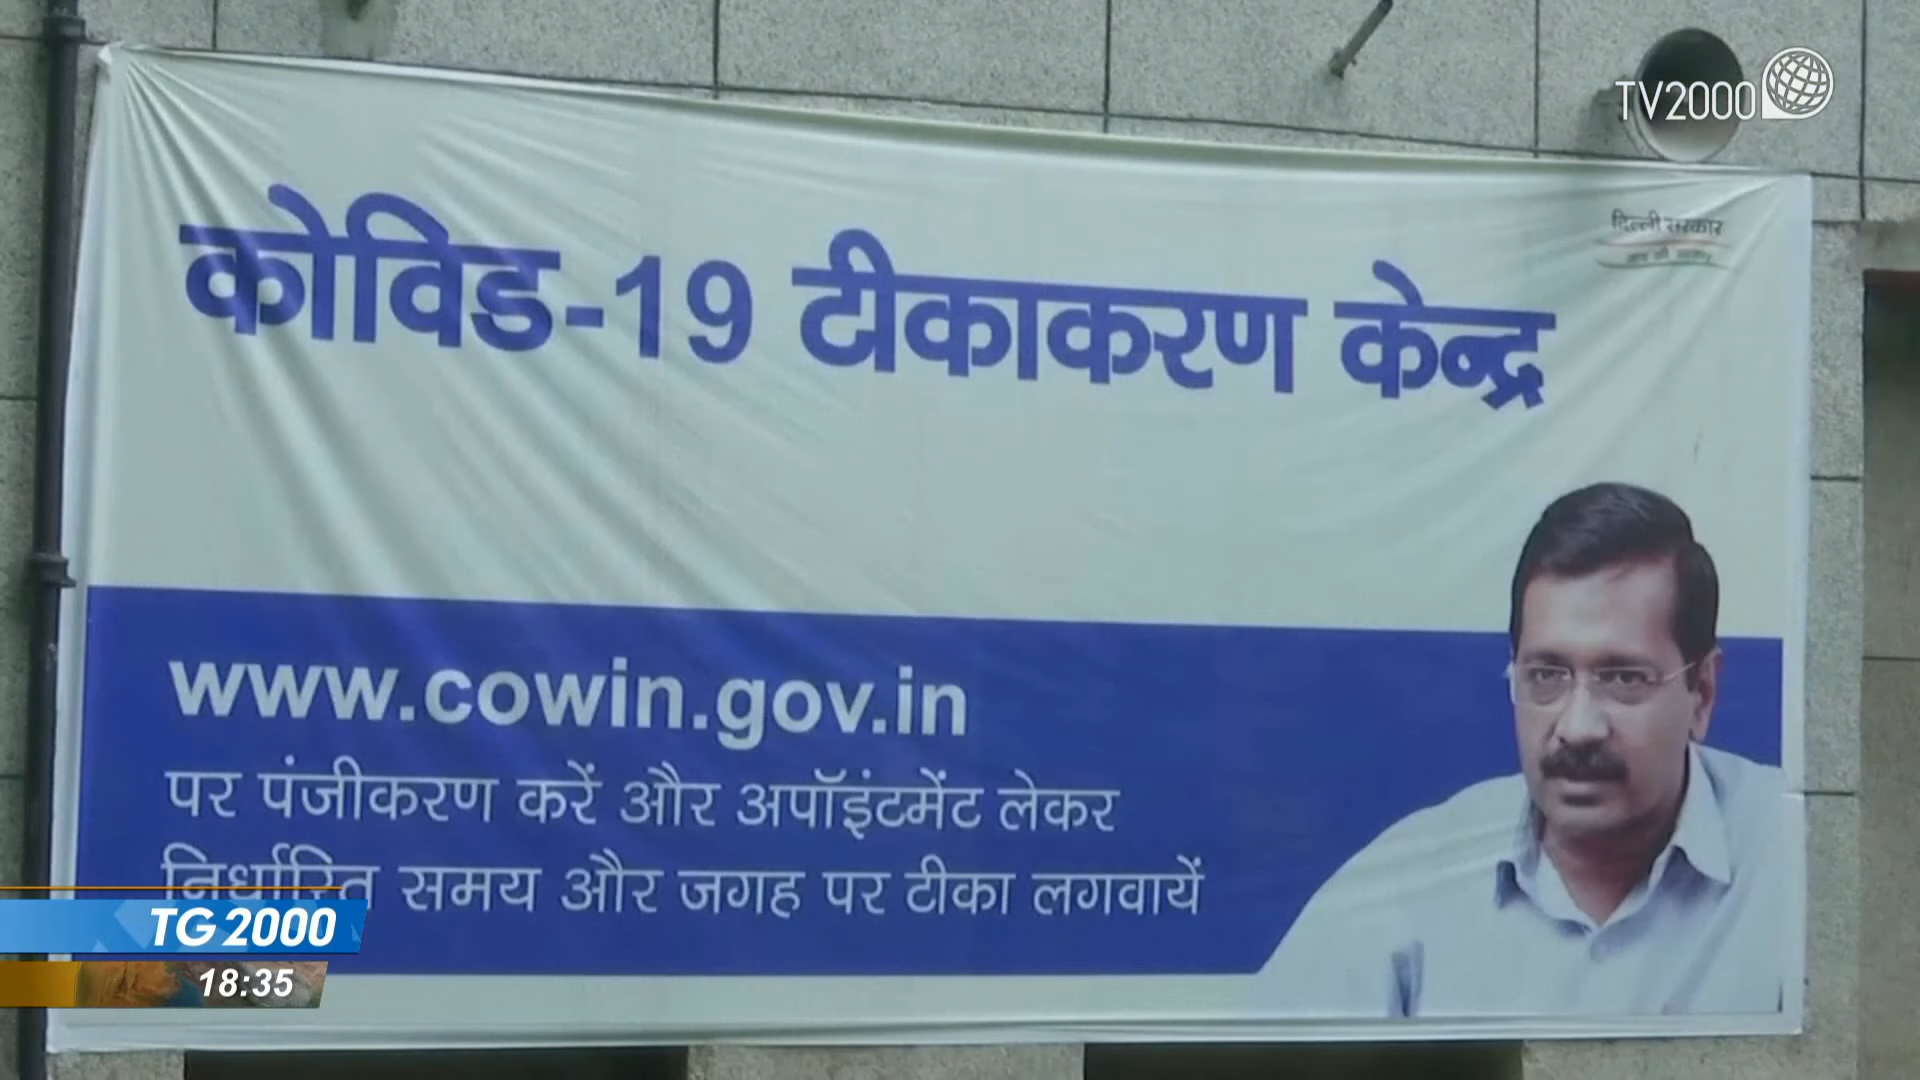 TV2000
दिल्ली सरकार
कोविड-19 टीकाकरण केन्द्र
www.cowin.gov.in
पर पंजीकरण करें और अपॉइंटमेंट लेकर
निर्धारित समय और जगह पर टीका लगवायें
TG 2000
18:35